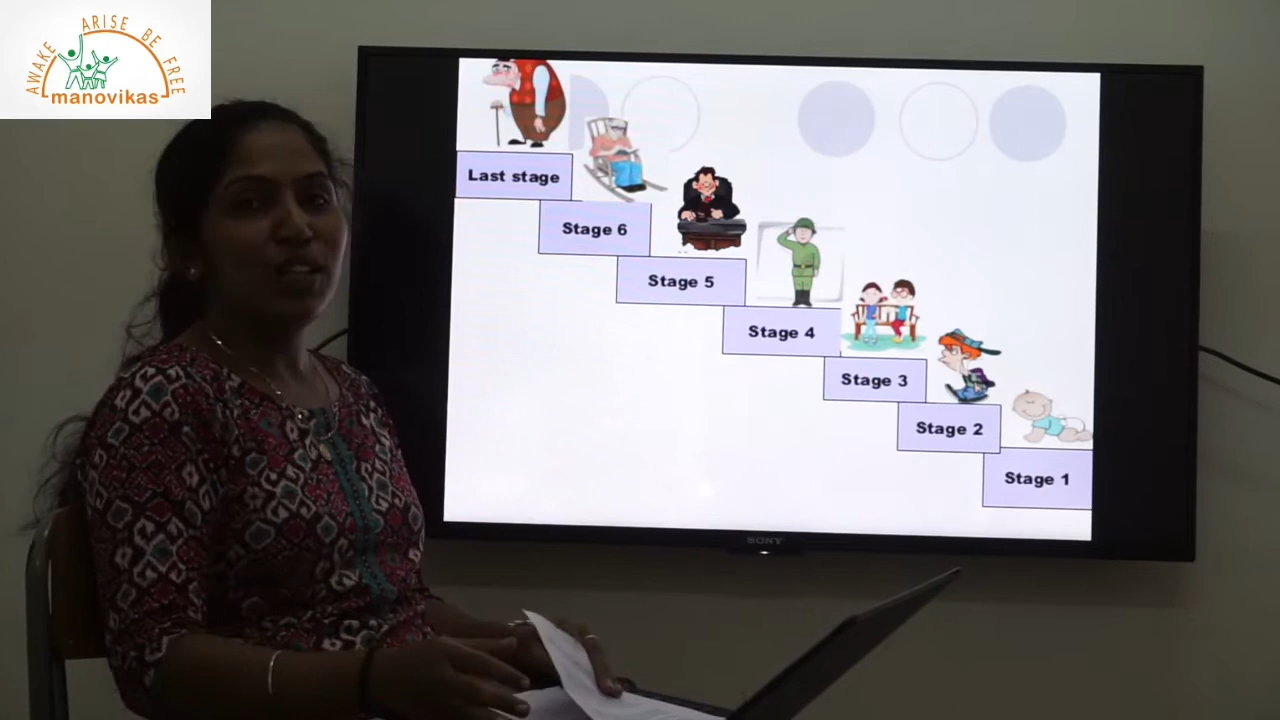 AWAKE ARISE BE FREE
manovikas
Last stage
Stage 6
Stage 5
Stage 4
Stage 3
Stage 2
Stage 1
SONY